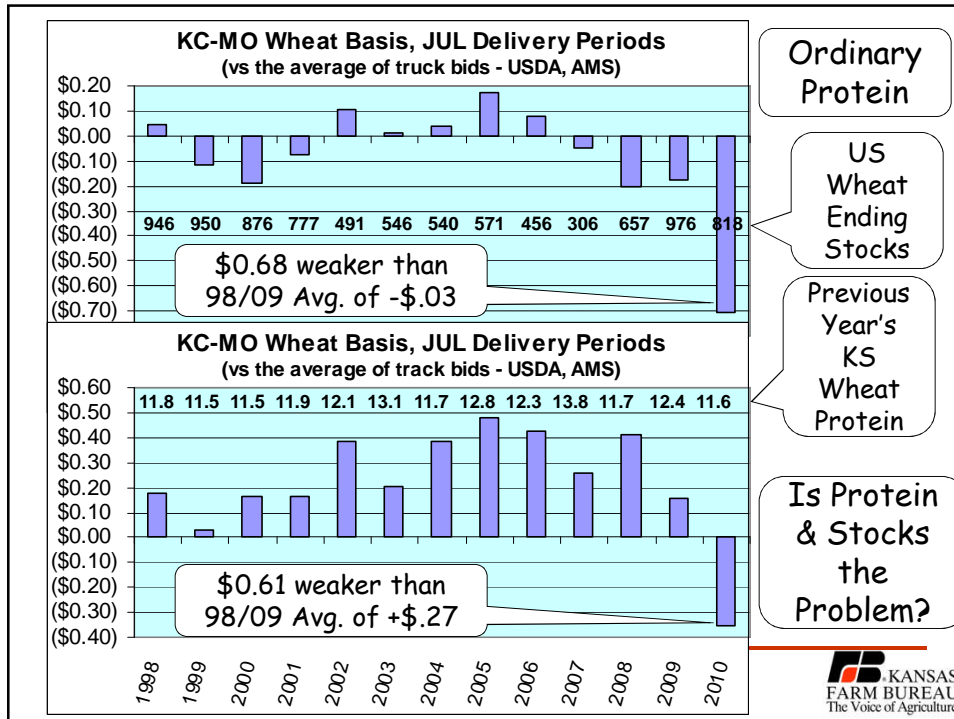 KC-MO Wheat Basis, JUL Delivery Periods
(vs the average of truck bids - USDA, AMS)
$0.20
$0.10
$0.00
($0.10)
($0.20)
($0.30)
($0.40)
($0.50)
($0.60)
($0.70)
946 950 876 777 491 546 540 571 456 306 657 976 818
$0.68 weaker than
98/09 Avg. of -$.03
Ordinary
Protein
US
Wheat
Ending
Stocks
KC-MO Wheat Basis, JUL Delivery Periods
(vs the average of track bids - USDA, AMS)
$0.60
$0.50
$0.40
$0.30
$0.20
$0.10
$0.00
($0.10)
($0.20)
($0.30)
($0.40)
11.8 11.5 11.5 11.9 12.1 13.1 11.7 12.8 12.3 13.8 11.7 12.4 11.6
$0.61 weaker than
98/09 Avg. of +$.27
1998 1999 2000 2001 2002 2003 2004 2005 2006 2007 2008 2009 2010
Previous
Year's
KS
Wheat
Protein
Is Protein
& Stocks
the
Problem?
KANSAS
FARM BUREAU
The Voice of Agriculture